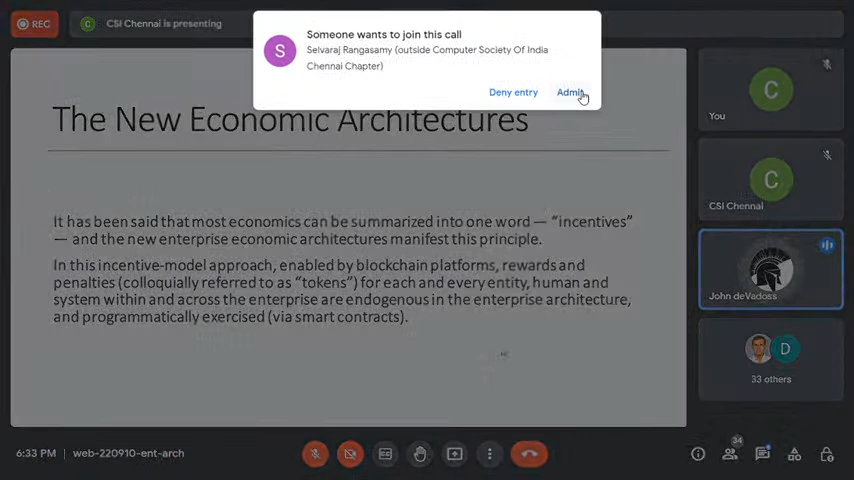 REC
CSI Chennai is presenting
Someone wants to join this call
S
Selvaraj Rangasamy (outside Computer Society Of India
Chennai Chapter)
Deny entry
Admit
The New Economic Architectures
It has been said that most economics can be summarized into one word — “incentives”
— and the new enterprise economic architectures manifest this principle.
In this incentive-model approach, enabled by blockchain platforms, rewards and
penalties (colloquially referred to as “tokens”) for each and every entity, human and
system within and across the enterprise are endogenous in the enterprise architecture,
and programmatically exercised (via smart contracts).
C
You
C
CSI Chennai
John deVadoss
D
33 others
6:33 PM | web-220910-ent-arch
34